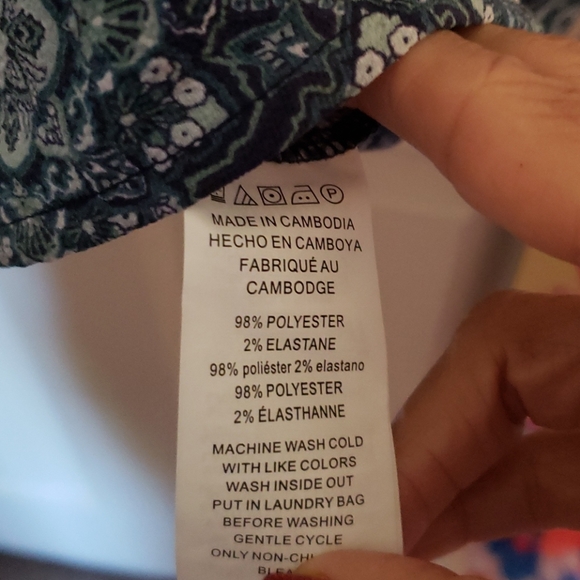 MADE IN CAMBODIA
HECHO EN CAMBOYA
FABRIQUÉ AU
CAMBODGE
98% POLYESTER
2% ELASTANE
98% poliéster 2% elastano
98% POLYESTER
2% ÉLASTHANNE
MACHINE WASH COLD
WITH LIKE COLORS
WASH INSIDE OUT
PUT IN LAUNDRY BAG
BEFORE WASHING
GENTLE CYCLE
ONLY